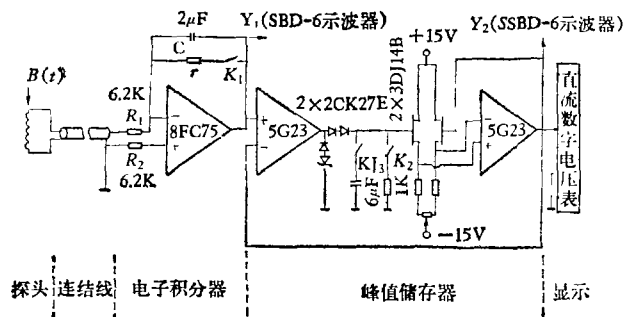 2μF
Y₁(SBD-6示波器)
Y₂(SSBD-6示波器)
C
r
K₁
+15V
B(t)
6.2K
R₁
8FC75
R₂
6.2K
2×2CK27E
5G23
KJ₃
K₂
6μF
1K
2×3DJ14B
5G23
-15V
直流数字电压表
探头
连结线
电子积分器
峰值储存器
显示